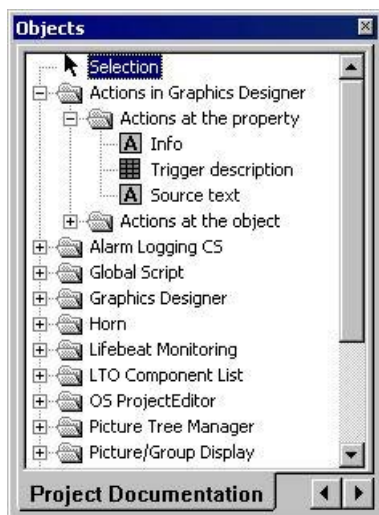 Objects
Selection
Actions in Graphics Designer
Actions at the property
A Info
Trigger description
A Source text
Actions at the object
Alarm Logging CS
Global Script
Graphics Designer
Horn
Lifebeat Monitoring
LTO Component List
OS ProjectEditor
Picture Tree Manager
Picture/Group Display
Project Documentation